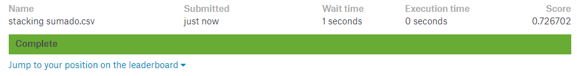 Name Submitted Wait time Execution time Score
stacking sumado.csv just now 1 seconds 0 seconds 0.726702
Complete
Jump to your position on the leaderboard